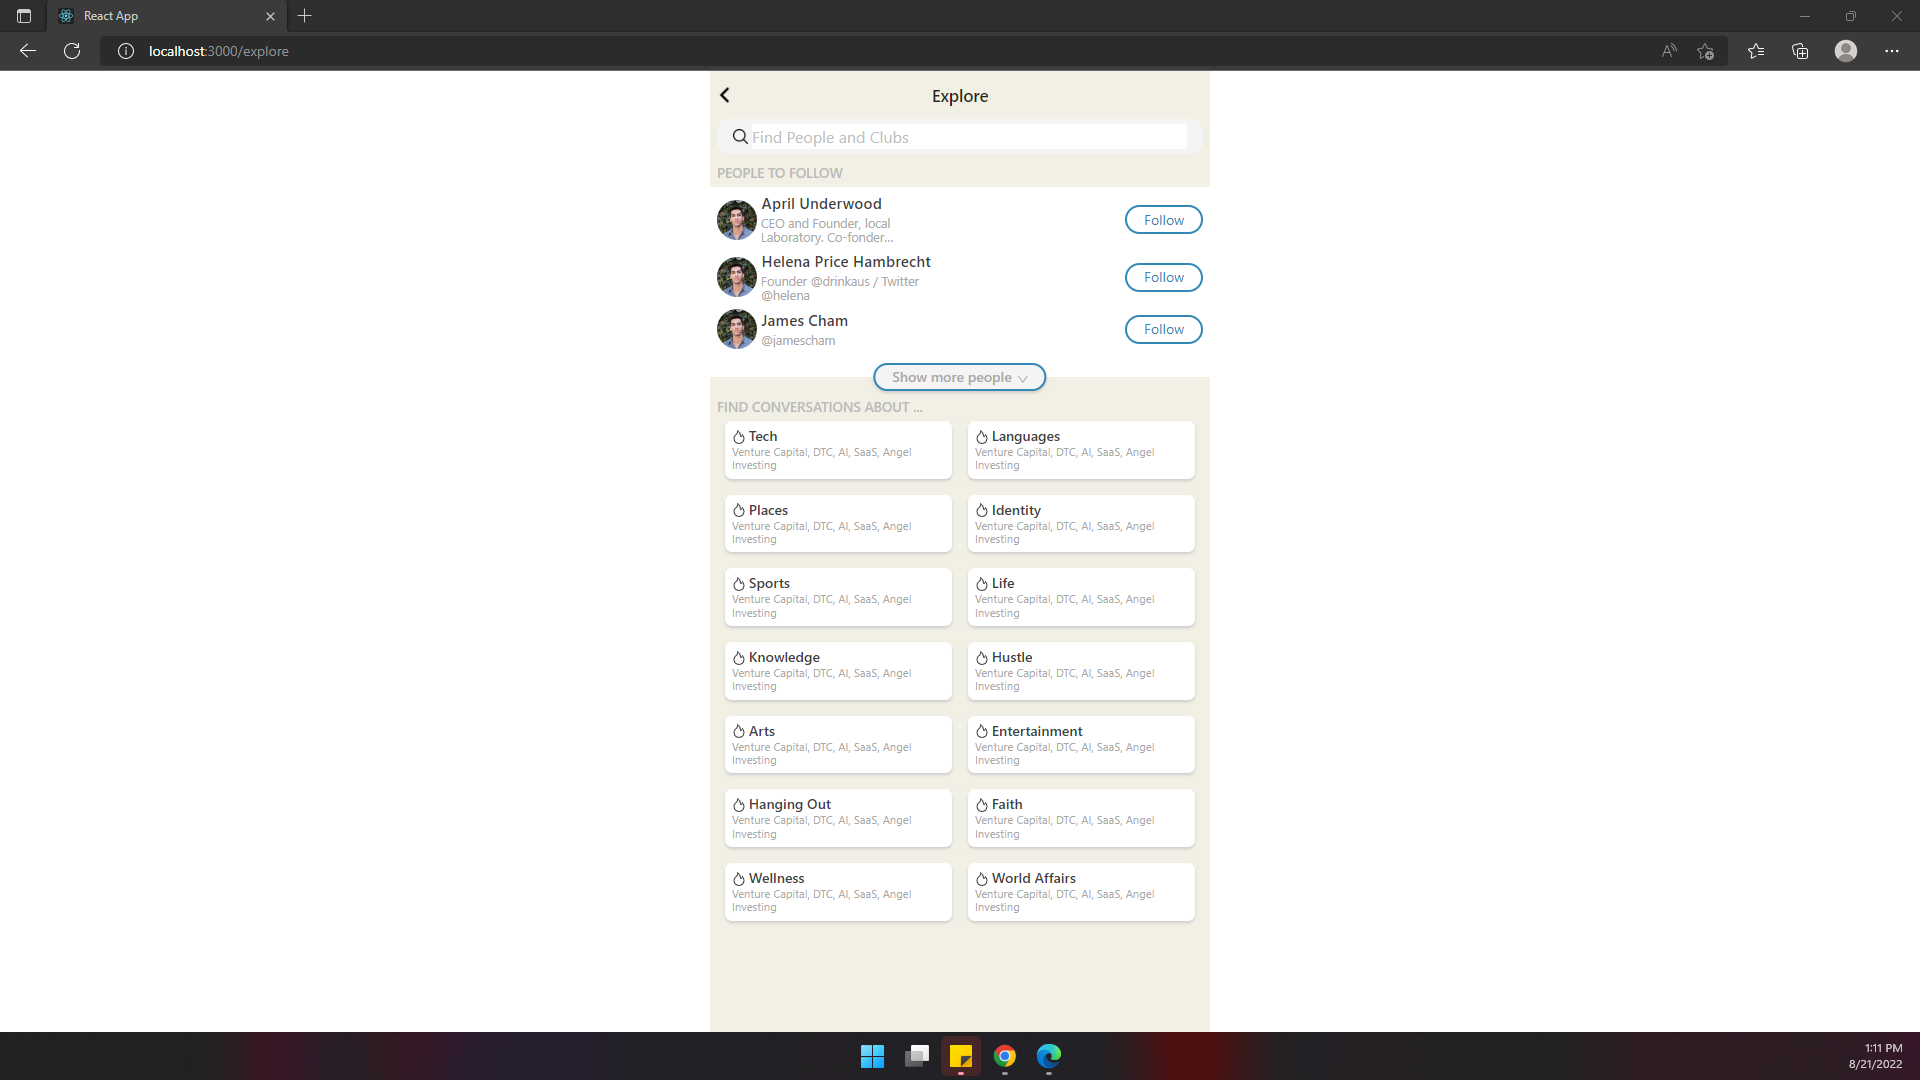 React App
localhost:3000/explore
Explore
Find People and Clubs
PEOPLE TO FOLLOW
April Underwood
CEO and Founder, local
Laboratory. Co-fonder...
Follow
Helena Price Hambrecht
Founder @drinkaus / Twitter
@helena
Follow
James Cham
@jamescham
Follow
Show more people
FIND CONVERSATIONS ABOUT ...
Tech
Venture Capital, DTC, AI, SaaS, Angel
Investing
Languages
Venture Capital, DTC, AI, SaaS, Angel
Investing
Places
Venture Capital, DTC, AI, SaaS, Angel
Investing
Identity
Venture Capital, DTC, AI, SaaS, Angel
Investing
Sports
Venture Capital, DTC, AI, SaaS, Angel
Investing
Life
Venture Capital, DTC, AI, SaaS, Angel
Investing
Knowledge
Venture Capital, DTC, AI, SaaS, Angel
Investing
Hustle
Venture Capital, DTC, AI, SaaS, Angel
Investing
Arts
Venture Capital, DTC, AI, SaaS, Angel
Investing
Entertainment
Venture Capital, DTC, AI, SaaS, Angel
Investing
Hanging Out
Venture Capital, DTC, AI, SaaS, Angel
Investing
Faith
Venture Capital, DTC, AI, SaaS, Angel
Investing
Wellness
Venture Capital, DTC, AI, SaaS, Angel
Investing
World Affairs
Venture Capital, DTC, AI, SaaS, Angel
Investing
1:11 PM
8/21/2022